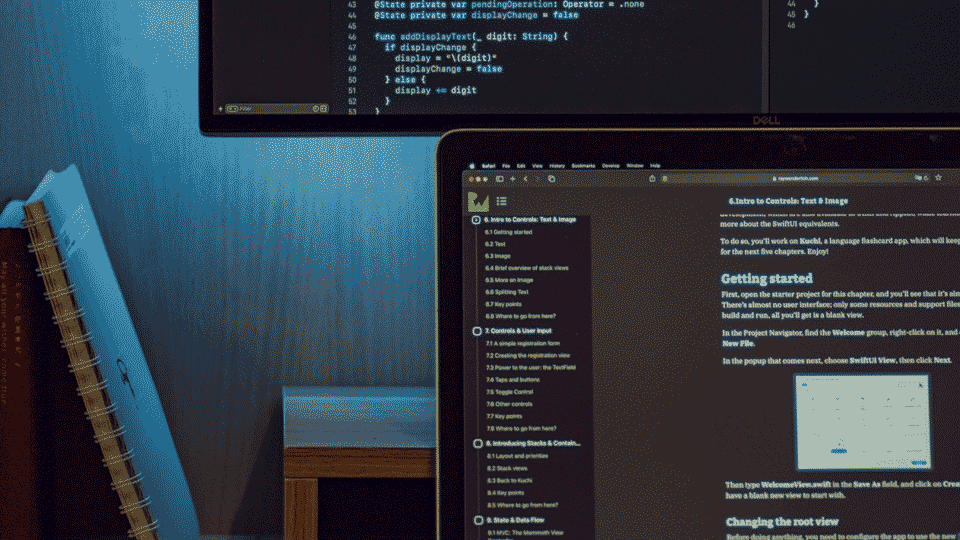 43 @State private var pendingOperation: Operator = .none
44 @State private var displayChange = false
45
46 func addDisplayText(_ digit: String) {
47 if displayChange {
48 display = "\(digit)"
49 displayChange = false
50 } else {
51 display += digit
52 }
53 }
44 }
45 }
46
Filter
DELL
Safari File Edit View History Bookmarks Develop Window Help
raywenderlich.com
6.Intro to Controls: Text & Image
6. Intro to Controls: Text & Image
6.1 Getting started
6.2 Text
6.3 Image
6.4 Brief overview of stack views
6.5 More on Image
6.6 Splitting Text
6.7 Key points
6.8 Where to go from here?
7. Controls & User Input
7.1 A simple registration form
7.2 Creating the registration view
7.3 Power to the user: the TextField
7.4 Taps and buttons
7.5 Toggle Control
7.6 Other controls
7.7 Key points
7.8 Where to go from here?
8. Introducing Stacks & Contain...
8.1 Layout and priorities
8.2 Stack views
8.3 Back to Kuchi
8.4 Key points
8.5 Where to go from here?
9. State & Data Flow
9.1 MVC: The Mammoth View
more about the SwiftUI equivalents.
To do so, you'll work on Kuchi, a language flashcard app, which will keep
for the next five chapters. Enjoy!
Getting started
First, open the starter project for this chapter, and you'll see that it's
There's almost no user interface; only some resources and support files
build and run, all you'll get is a blank view.
In the Project Navigator, find the Welcome group, right-click on it, and
New File.
In the popup that comes next, choose SwiftUI View, then click Next.
Then type WelcomeView.swift in the Save As field, and click on
have a blank new view to start with.
Changing the root view
Before doing anything, you need to configure the app to use the new